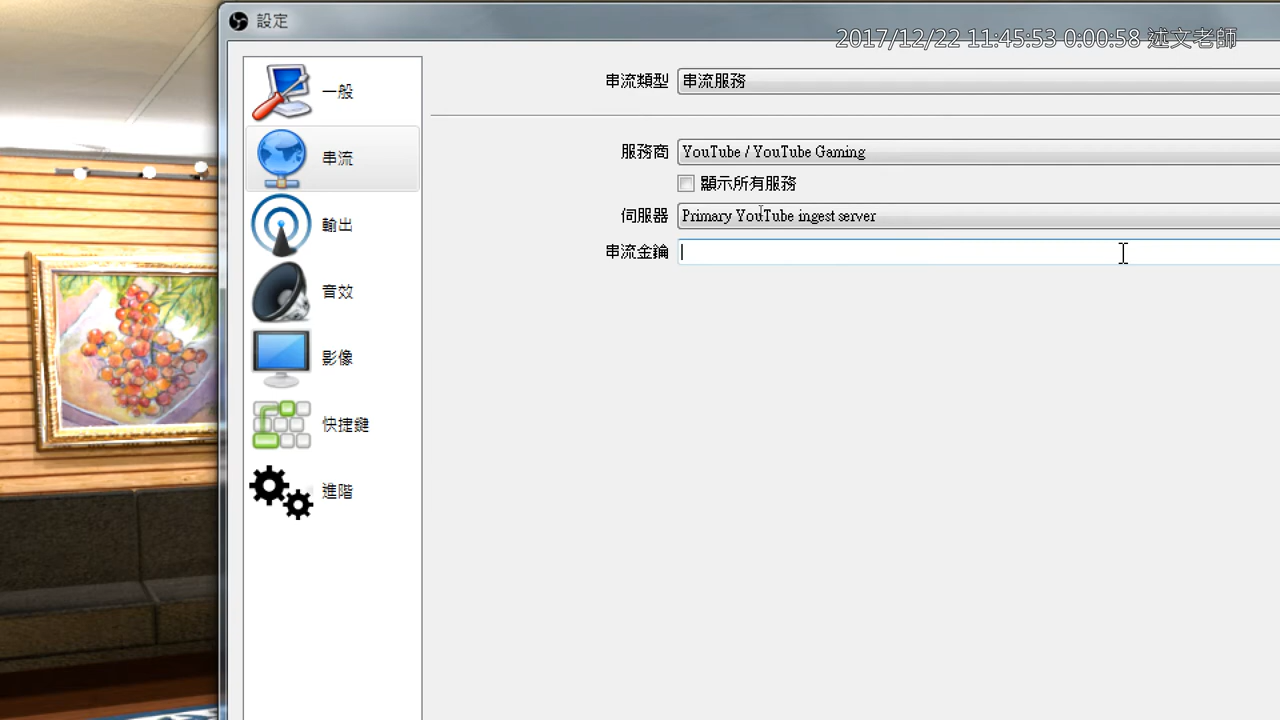 設定
2017/12/22 11:45:53 0:00:58 述文老師
一般
串流
輸出
音效
影像
快捷鍵
進階
串流類型 串流服務
服務商 YouTube / YouTube Gaming
顯示所有服務
伺服器 Primary YouTube ingest server
串流金鑰